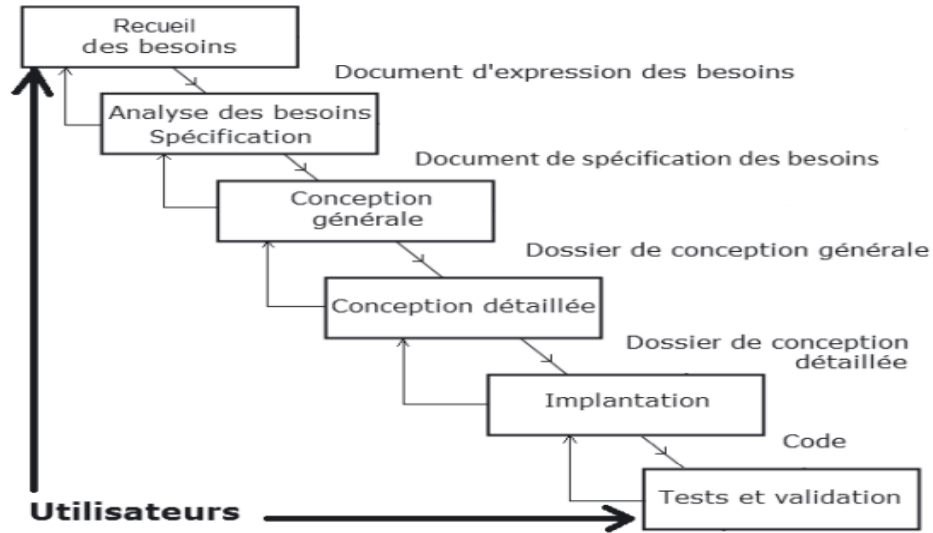 Recueil
des besoins
Document d'expression des besoins
Analyse des besoins
Spécification
Document de spécification des besoins
Conception
générale
Dossier de conception générale
Conception détaillée
Dossier de conception
détaillée
Implantation
Code
Tests et validation
Utilisateurs